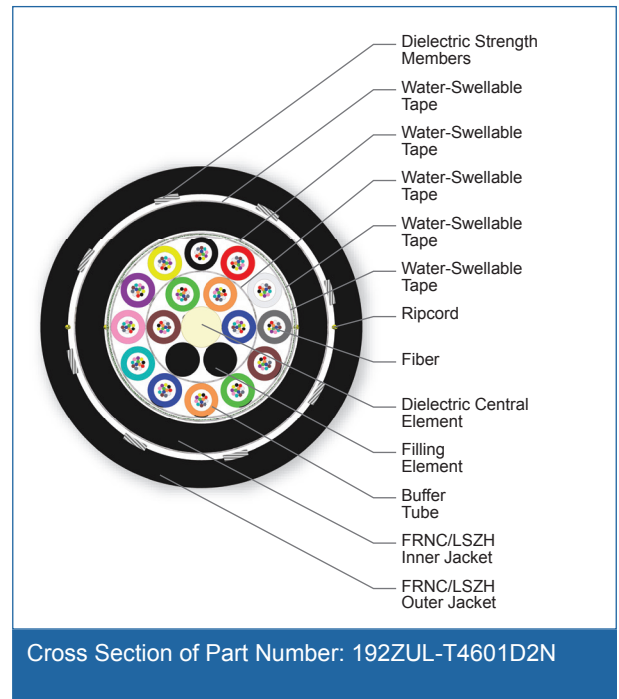 Dielectric Strength
Members
Water-Swellable
Tape
Water-Swellable
Tape
Water-Swellable
Tape
Water-Swellable
Tape
Water-Swellable
Tape
Ripcord
Fiber
Dielectric Central
Element
Filling
Element
Buffer
Tube
FRNC/LSZH
Inner Jacket
FRNC/LSZH
Outer Jacket
Cross Section of Part Number: 192ZUL-T4601D2N